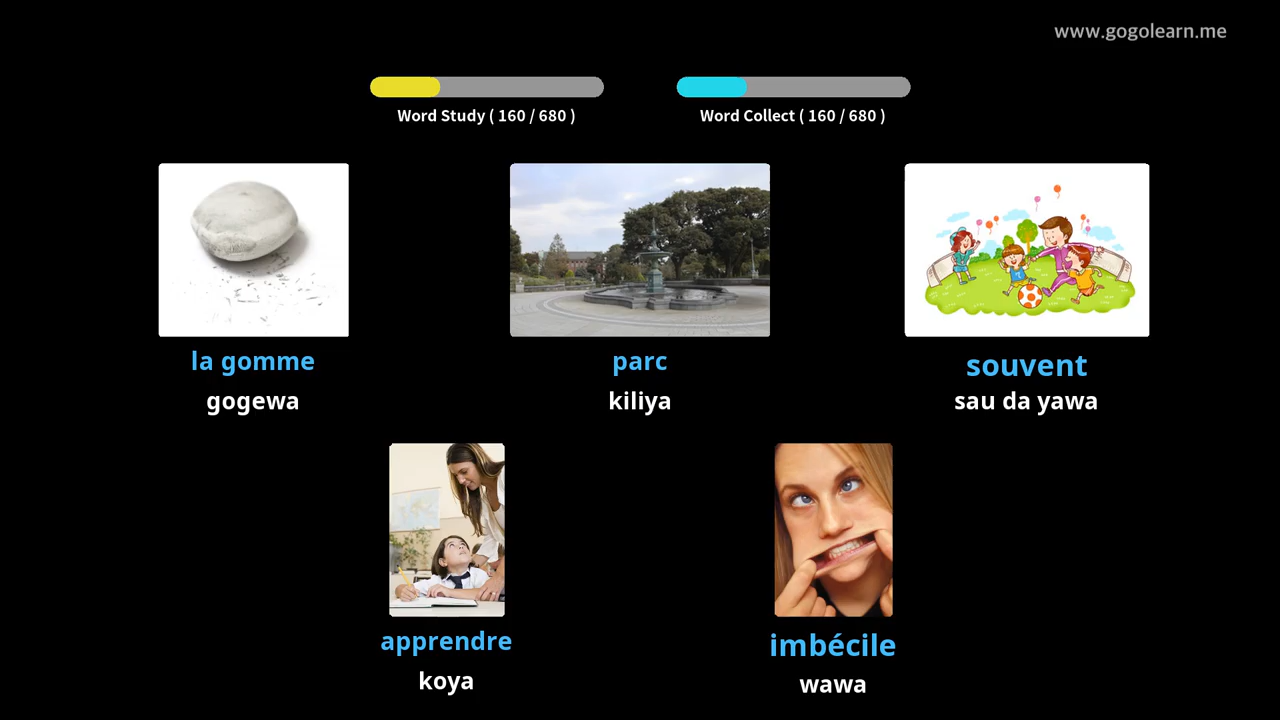 www.gogolearn.me
Word Study ( 160 / 680 )
Word Collect ( 160 / 680 )
la gomme
gogewa
parc
kiliya
souvent
sau da yawa
apprendre
koya
imbécile
wawa